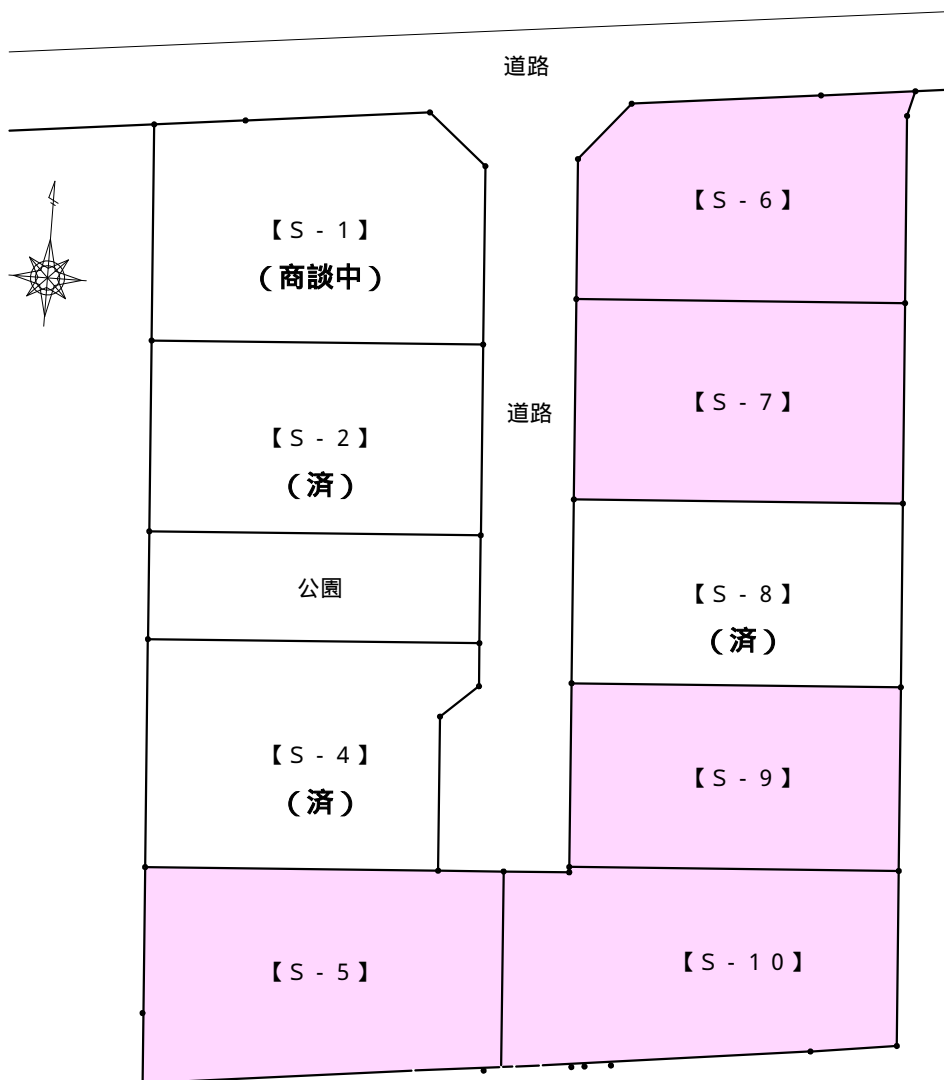 道路
【S-6】
【S-1】
(商談中)
【S-7】
道路
【S-2】
(済)
公園
【S-8】
(済)
【S-4】
(済)
【S-9】
【S-5】
【S-10】